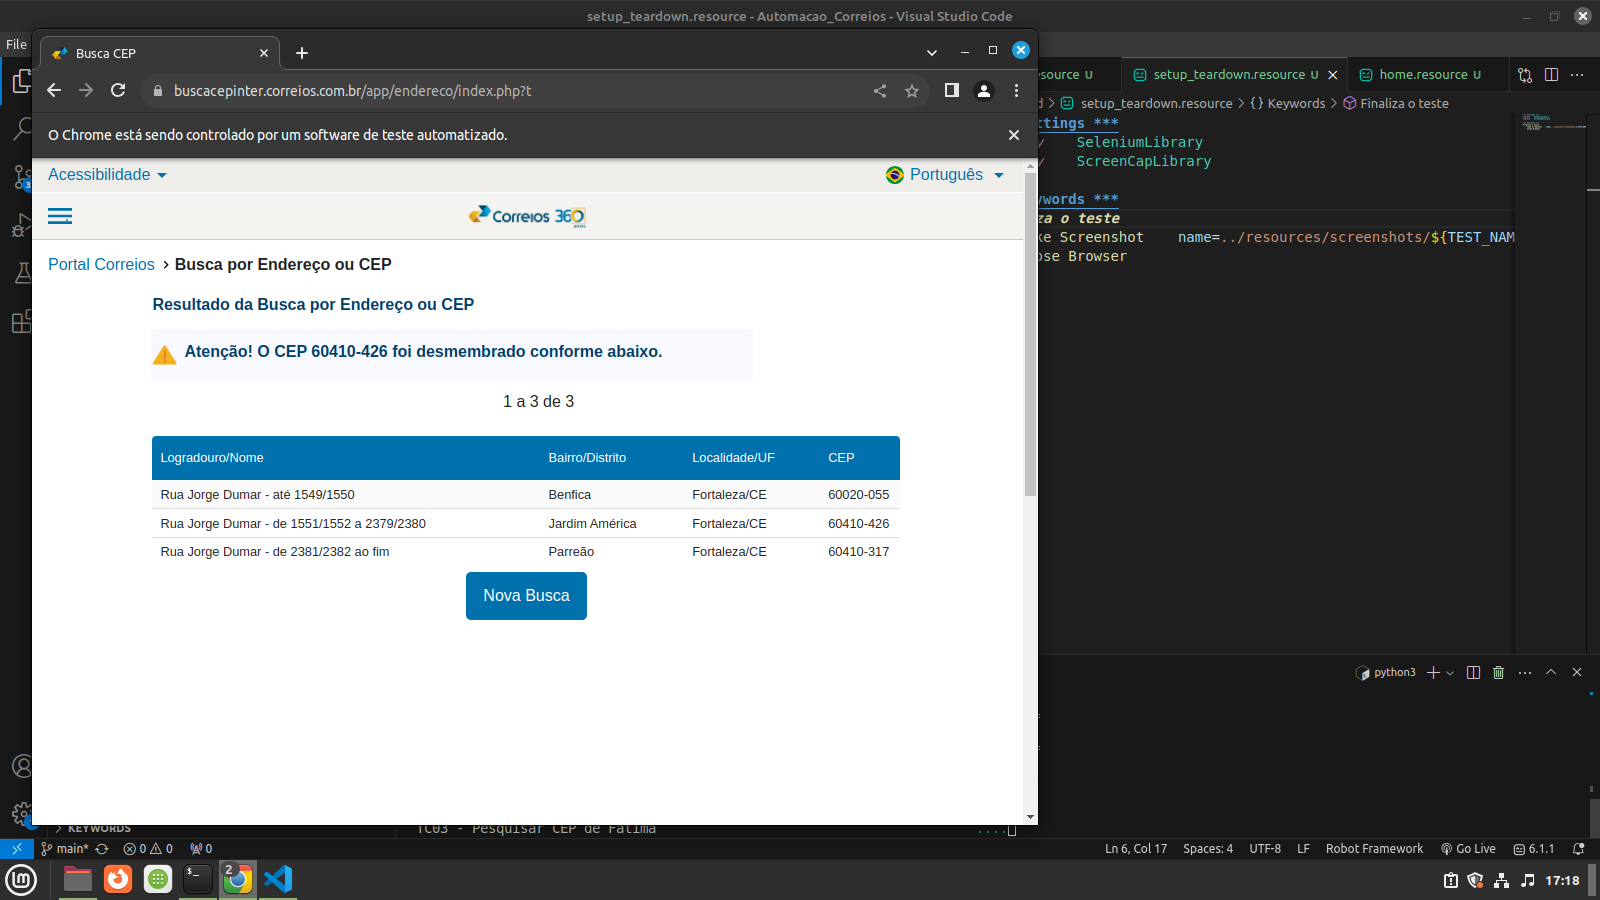 setup_teardown.resource - Automacao_Correios - Visual Studio Code
File
Busca CEP
buscacepinter.correios.com.br/app/endereco/index.php?t
O Chrome está sendo controlado por um software de teste automatizado.
Acessibilidade
Português
Correios 360 anos
Portal Correios > Busca por Endereço ou CEP
Resultado da Busca por Endereço ou CEP
Atenção! O CEP 60410-426 foi desmembrado conforme abaixo.
1 a 3 de 3
Logradouro/Nome Bairro/Distrito Localidade/UF CEP
Rua Jorge Dumar - até 1549/1550 Benfica Fortaleza/CE 60020-055
Rua Jorge Dumar - de 1551/1552 a 2379/2380 Jardim América Fortaleza/CE 60410-426
Rua Jorge Dumar - de 2381/2382 ao fim Parreão Fortaleza/CE 60410-317
Nova Busca
esource U setup_teardown.resource U home.resource U
d > setup_teardown.resource > {} Keywords > Finaliza o teste
ttings ***
y SeleniumLibrary
y ScreenCapLibrary
ywords ***
za o teste
ke Screenshot name=../resources/screenshots/${TEST_NAM
ose Browser
python3
3
KEYWORDS
TC03 - Pesquisar CEP de Fatima ....
main* 0 0 0
Ln 6, Col 17 Spaces: 4 UTF-8 LF Robot Framework Go Live 6.1.1
2
17:18